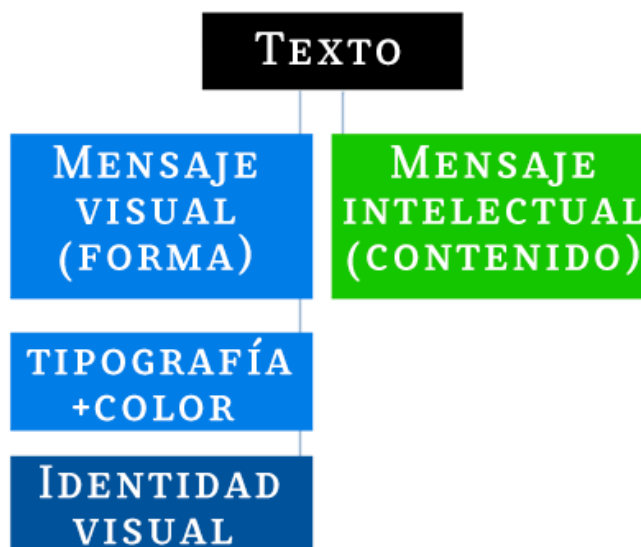 Texto
Mensaje
visual
(forma)
Mensaje
intelectual
(contenido)
tipografía
+color
Identidad
visual